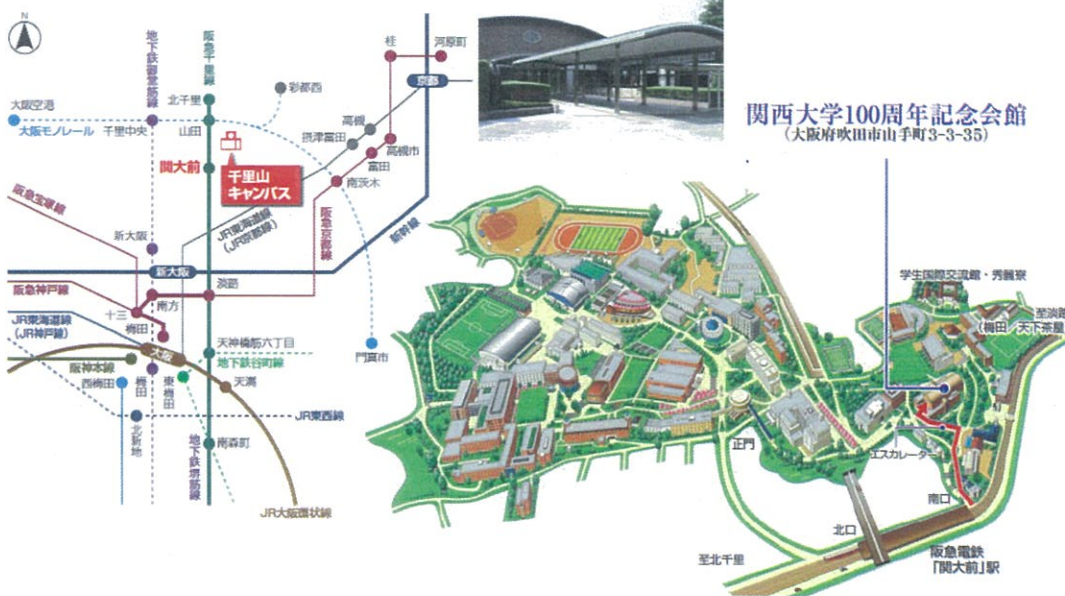 N
地下鉄御堂筋線
阪急千里線
桂
河原町
京都
大阪空港
大阪モノレール
千里中央
北千里
山田
彩都西
高槻
摂津富田
高槻市
富田
南茨木
関大前
千里山
キャンパス
阪急宝塚線
JR東海道線
(JR京都線)
阪急京都線
新幹線
新大阪
新大阪
阪急神戸線
十三
南方
淡路
JR東海道線
(JR神戸線)
梅田
大阪
天神橋筋六丁目
地下鉄谷町線
門真市
阪神本線
西梅田
梅田
東梅田
天満
JR東西線
北新地
地下鉄堺筋線
南森町
JR大阪環状線
関西大学100周年記念会館
(大阪府吹田市山手町3-3-35)
学生国際交流館・秀麗寮
至淡路
(梅田/天下茶屋
正門
エスカレーター
南口
北口
至北千里
阪急電鉄
「関大前」駅